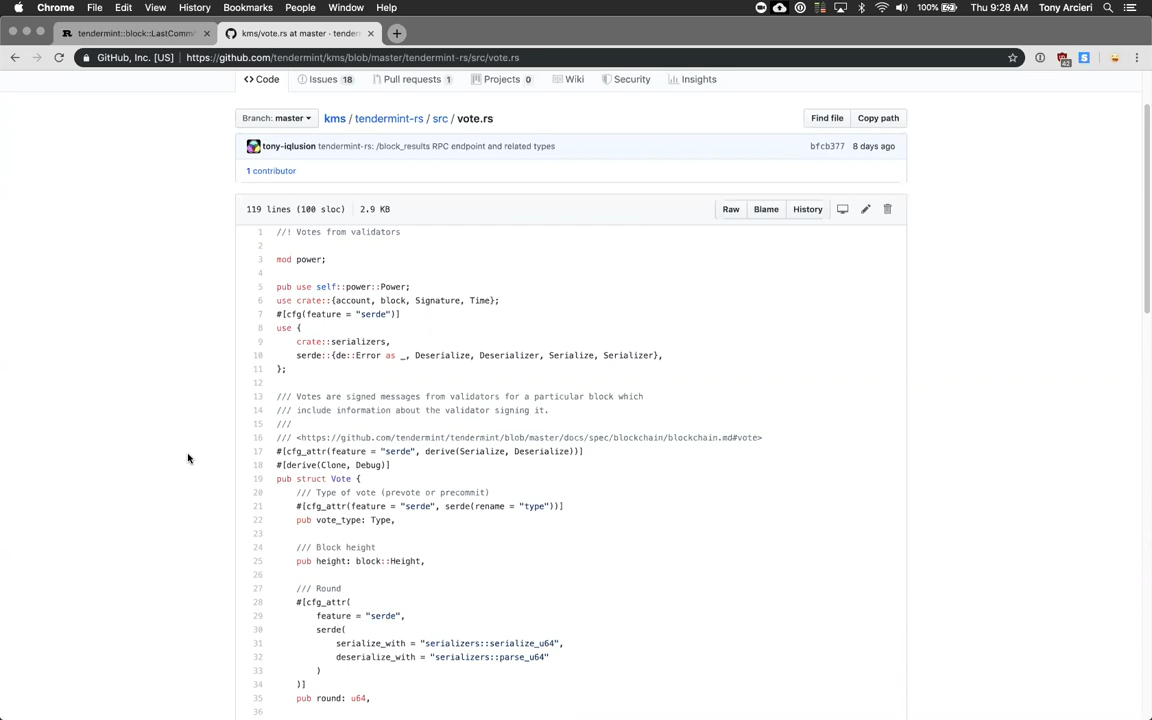 Chrome File Edit View History Bookmarks People Window Help 100% Thu 9:28 AM Tony Arcieri
tendermint::block::LastComm
kms/vote.rs at master · tender
GitHub, Inc. [US] https://github.com/tendermint/kms/blob/master/tendermint-rs/src/vote.rs
42
Code Issues 18 Pull requests 1 Projects 0 Wiki Security Insights
Branch: master kms / tendermint-rs / src / vote.rs Find file Copy path
tony-iqlusion tendermint-rs: /block_results RPC endpoint and related types bfcb377 8 days ago
1 contributor
119 lines (100 sloc) 2.9 KB Raw Blame History
1 //! Votes from validators
2
3 mod power;
4
5 pub use self::power::Power;
6 use crate::{account, block, Signature, Time};
7 #[cfg(feature = "serde")]
8 use {
9 crate::serializers,
10 serde::{de::Error as _, Deserialize, Deserializer, Serialize, Serializer},
11 };
12
13 /// Votes are signed messages from validators for a particular block which
14 /// include information about the validator signing it.
15 ///
16 /// <https://github.com/tendermint/tendermint/blob/master/docs/spec/blockchain/blockchain.md#vote>
17 #[cfg_attr(feature = "serde", derive(Serialize, Deserialize))]
18 #[derive(Clone, Debug)]
19 pub struct Vote {
20 /// Type of vote (prevote or precommit)
21 #[cfg_attr(feature = "serde", serde(rename = "type"))]
22 pub vote_type: Type,
23
24 /// Block height
25 pub height: block::Height,
26
27 /// Round
28 #[cfg_attr(
29 feature = "serde",
30 serde(
31 serialize_with = "serializers::serialize_u64",
32 deserialize_with = "serializers::parse_u64"
33 )
34 )]
35 pub round: u64,
36